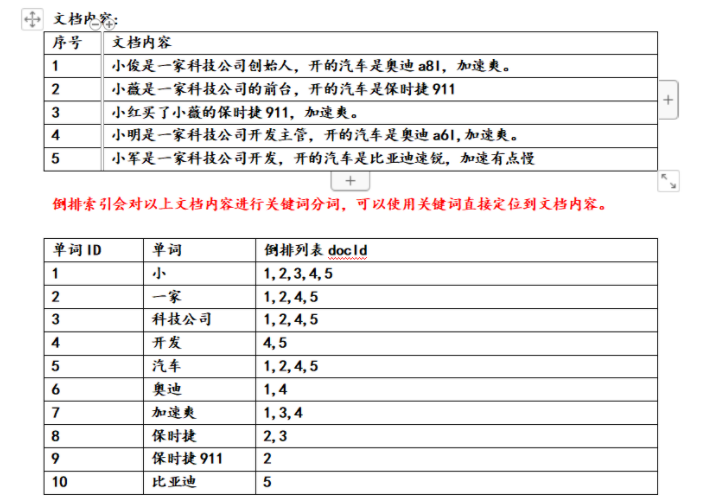 文档内容:
序号 文档内容
1 小俊是一家科技公司创始人，开的汽车是奥迪 a8l，加速爽。
2 小薇是一家科技公司的前台，开的汽车是保时捷 911
3 小红买了小薇的保时捷 911，加速爽。
4 小明是一家科技公司开发主管，开的汽车是奥迪 a6l,加速爽。
5 小军是一家科技公司开发，开的汽车是比亚迪速锐，加速有点慢
倒排索引会对以上文档内容进行关键词分词，可以使用关键词直接定位到文档内容。
单词 ID 单词 倒排列表 docId
1 小 1,2,3,4,5
2 一家 1,2,4,5
3 科技公司 1,2,4,5
4 开发 4,5
5 汽车 1,2,4,5
6 奥迪 1,4
7 加速爽 1,3,4
8 保时捷 2,3
9 保时捷 911 2
10 比亚迪 5